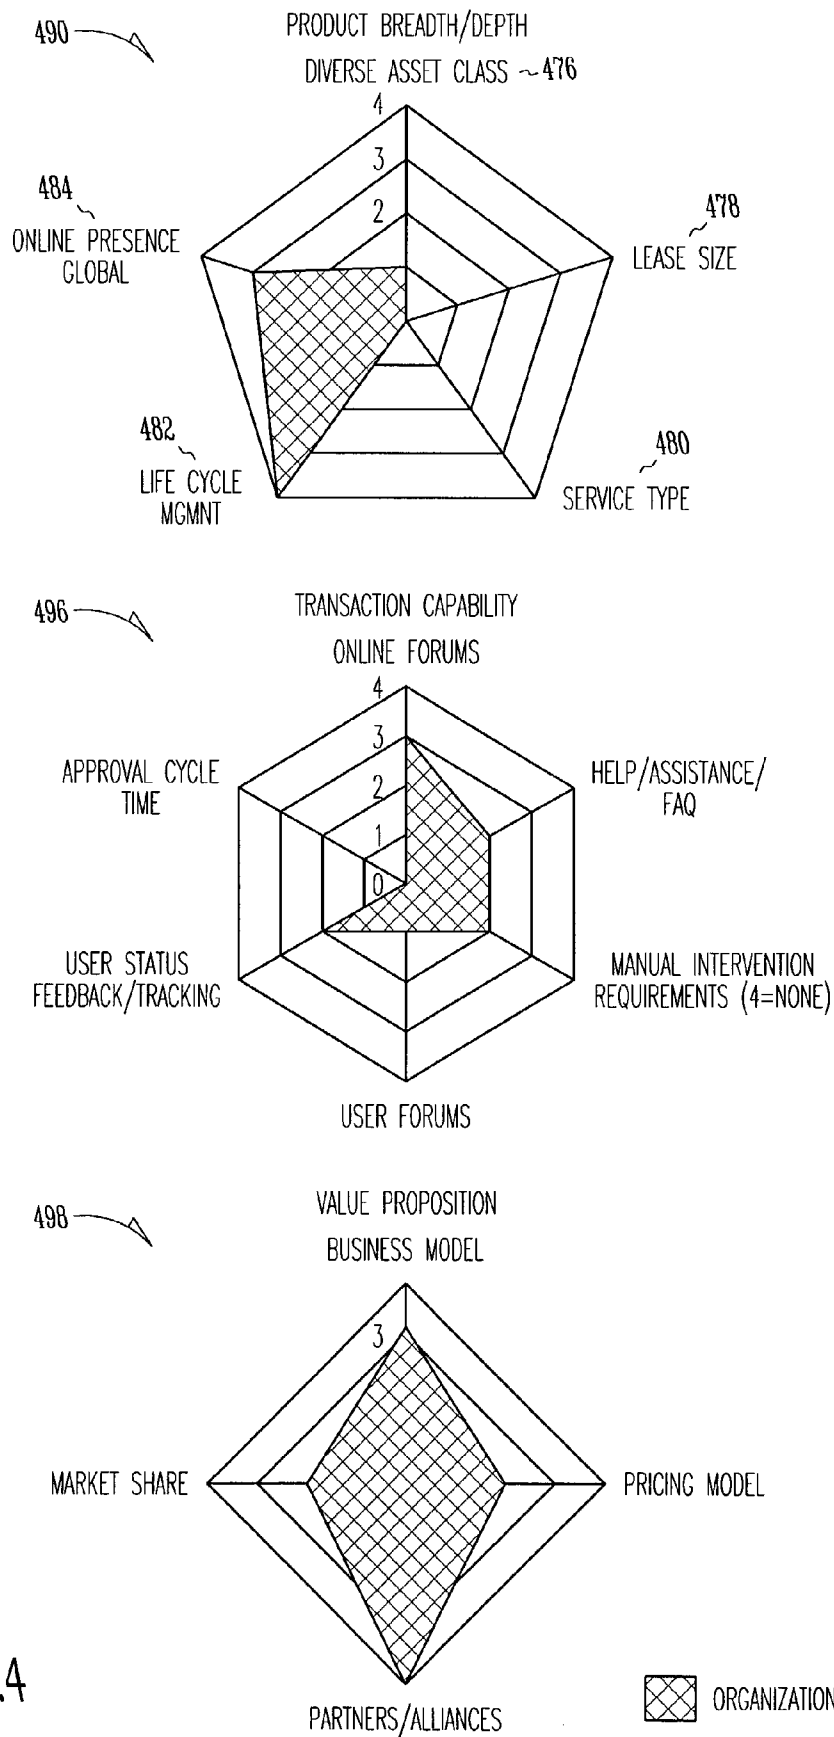 490
PRODUCT BREADTH/DEPTH
DIVERSE ASSET CLASS ~476
4
3
2
484
ONLINE PRESENCE
GLOBAL
478
LEASE SIZE
482
LIFE CYCLE
MGMNT
480
SERVICE TYPE
496
TRANSACTION CAPABILITY
ONLINE FORUMS
4
3
2
1
0
APPROVAL CYCLE
TIME
HELP/ASSISTANCE/
FAQ
USER STATUS
FEEDBACK/TRACKING
MANUAL INTERVENTION
REQUIREMENTS (4=NONE)
USER FORUMS
498
VALUE PROPOSITION
BUSINESS MODEL
3
MARKET SHARE
PRICING MODEL
PARTNERS/ALLIANCES
.4
ORGANIZATION